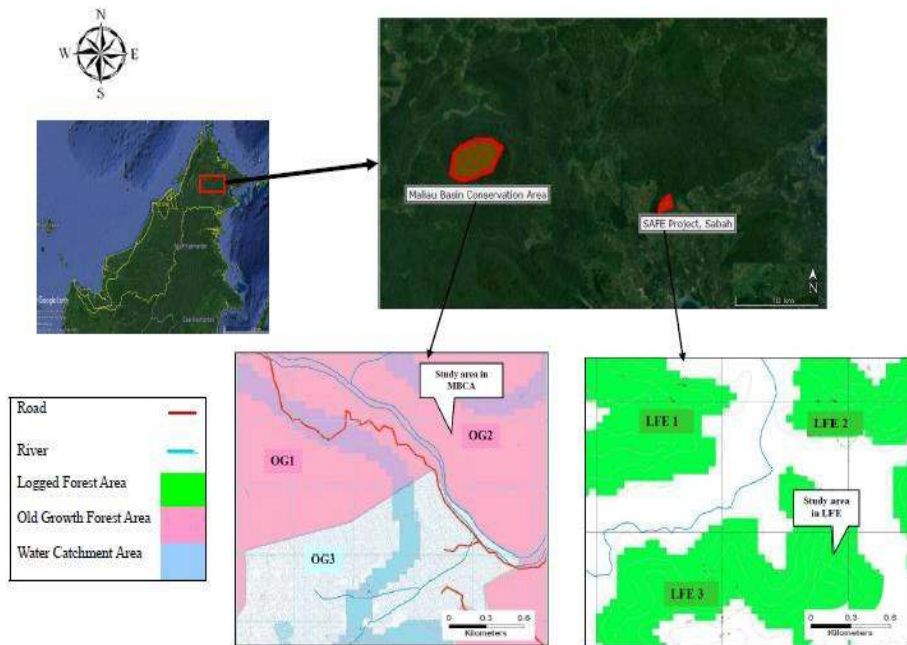 N
W
E
S
Google Earth
Maliau Basin Conservation Area
SAFE Project, Sabah
N
10 km
Road
River
Logged Forest Area
Old Growth Forest Area
Water Catchment Area
Study area in
MBCA
OG1
OG2
OG3
0 0.3 0.6
Kilometers
LFE 1
LFE 2
Study area
in LFE
LFE 3
0 0.3 0.6
Kilometers